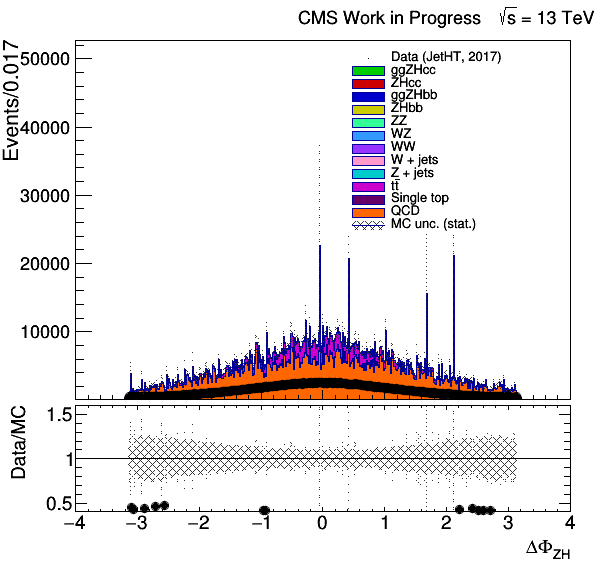 CMS Work in Progress √s = 13 TeV
Events/0.017
50000
40000
30000
20000
10000
Data (JetHT, 2017)
ggZHcc
ZHcc
ggZHbb
ZHbb
ZZ
WZ
WW
W + jets
Z + jets
tt̄
Single top
QCD
MC unc. (stat.)
Data/MC
1.5
1
0.5
−4 −3 −2 −1 0 1 2 3 4
ΔΦZH